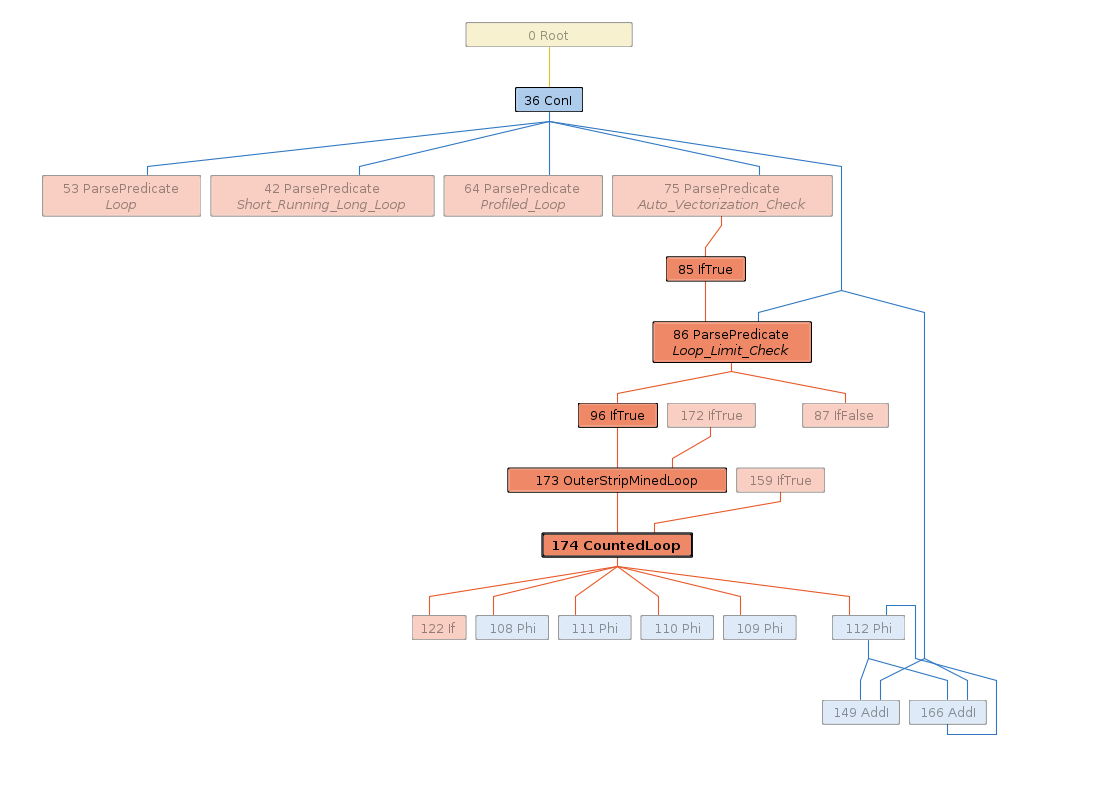 0 Root
36 ConI
53 ParsePredicate
Loop
42 ParsePredicate
Short_Running_Long_Loop
64 ParsePredicate
Profiled_Loop
75 ParsePredicate
Auto_Vectorization_Check
85 IfTrue
86 ParsePredicate
Loop_Limit_Check
96 IfTrue
172 IfTrue
87 IfFalse
173 OuterStripMinedLoop
159 IfTrue
174 CountedLoop
122 If
108 Phi
111 Phi
110 Phi
109 Phi
112 Phi
149 AddI
166 AddI